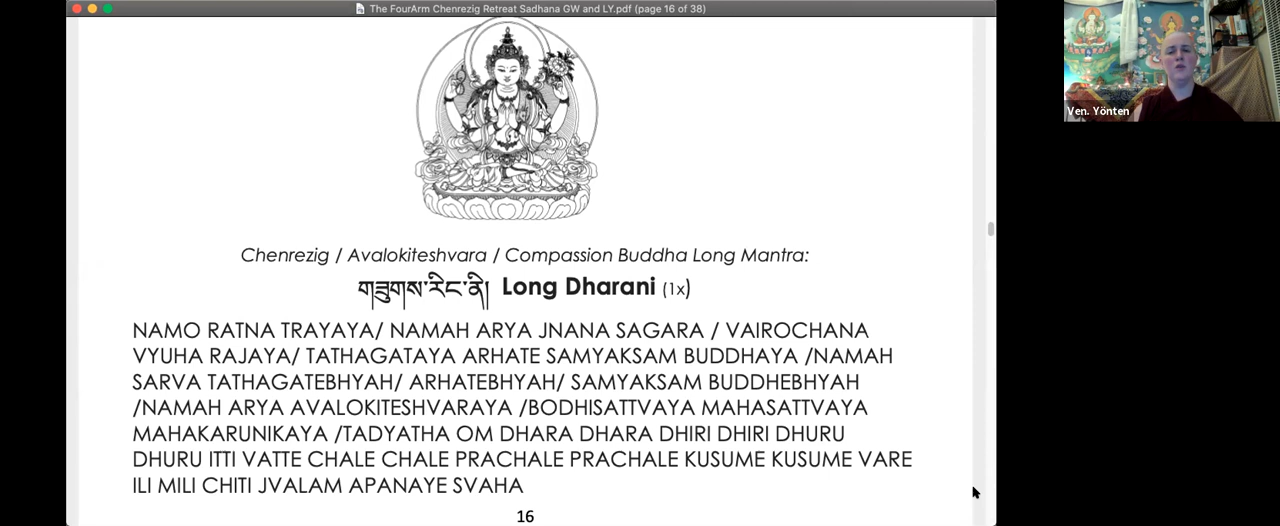 The FourArm Chenrezig Retreat Sadhana GW and LY.pdf (page 16 of 38)
Ven. Yönten
Chenrezig / Avalokiteshvara / Compassion Buddha Long Mantra:
གཟུགས་རིང་ནི། Long Dharani (1x)
NAMO RATNA TRAYAYA/ NAMAH ARYA JNANA SAGARA / VAIROCHANA
VYUHA RAJAYA/ TATHAGATAYA ARHATE SAMYAKSAM BUDDHAYA /NAMAH
SARVA TATHAGATEBHYAH/ ARHATEBHYAH/ SAMYAKSAM BUDDHEBHYAH
/NAMAH ARYA AVALOKITESHVARAYA /BODHISATTVAYA MAHASATTVAYA
MAHAKARUNIKAYA /TADYATHA OM DHARA DHARA DHIRI DHIRI DHURU
DHURU ITTI VATTE CHALE CHALE PRACHALE PRACHALE KUSUME KUSUME VARE
ILI MILI CHITI JVALAM APANAYE SVAHA
16